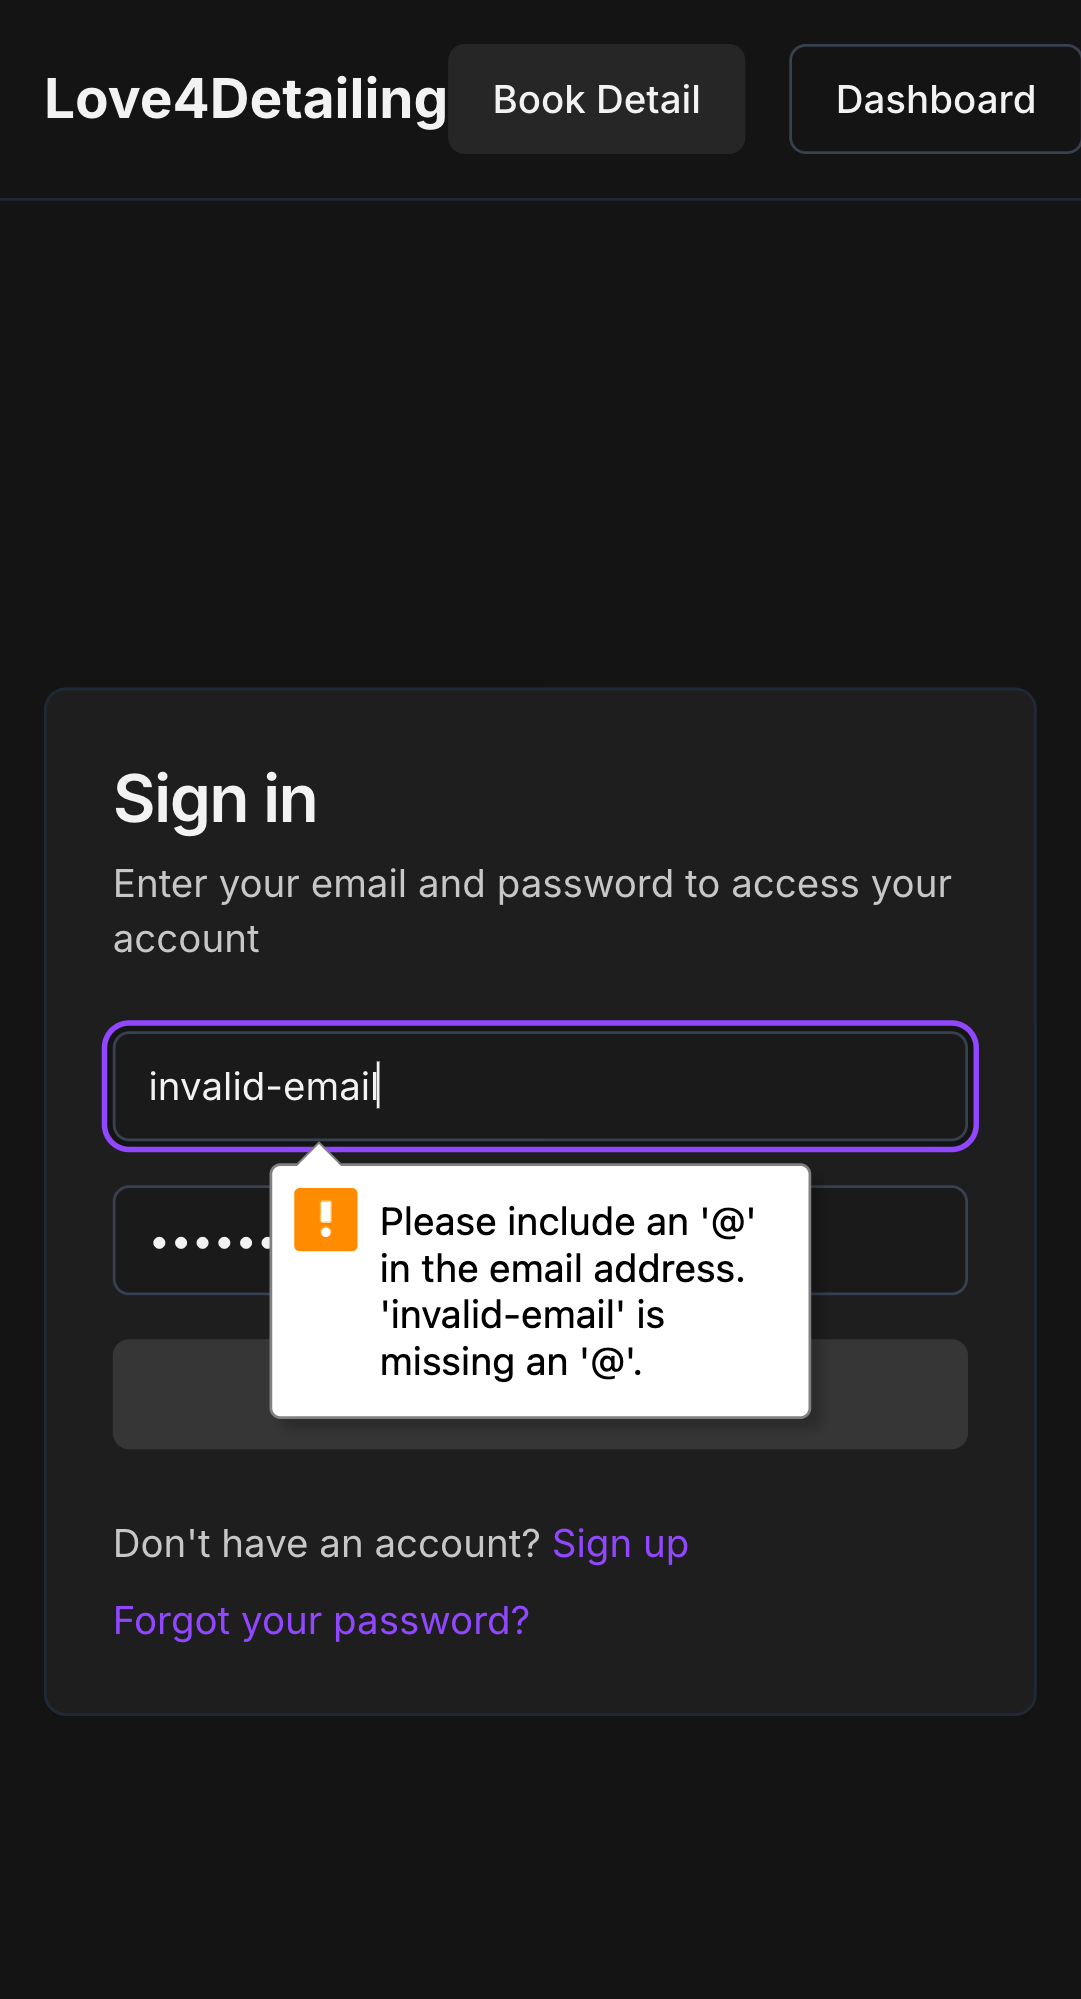 Love4Detailing
Book Detail
Dashboard
Sign in
Enter your email and password to access your
account
invalid-email
Please include an '@'
in the email address.
'invalid-email' is
missing an '@'.
Don't have an account? Sign up
Forgot your password?